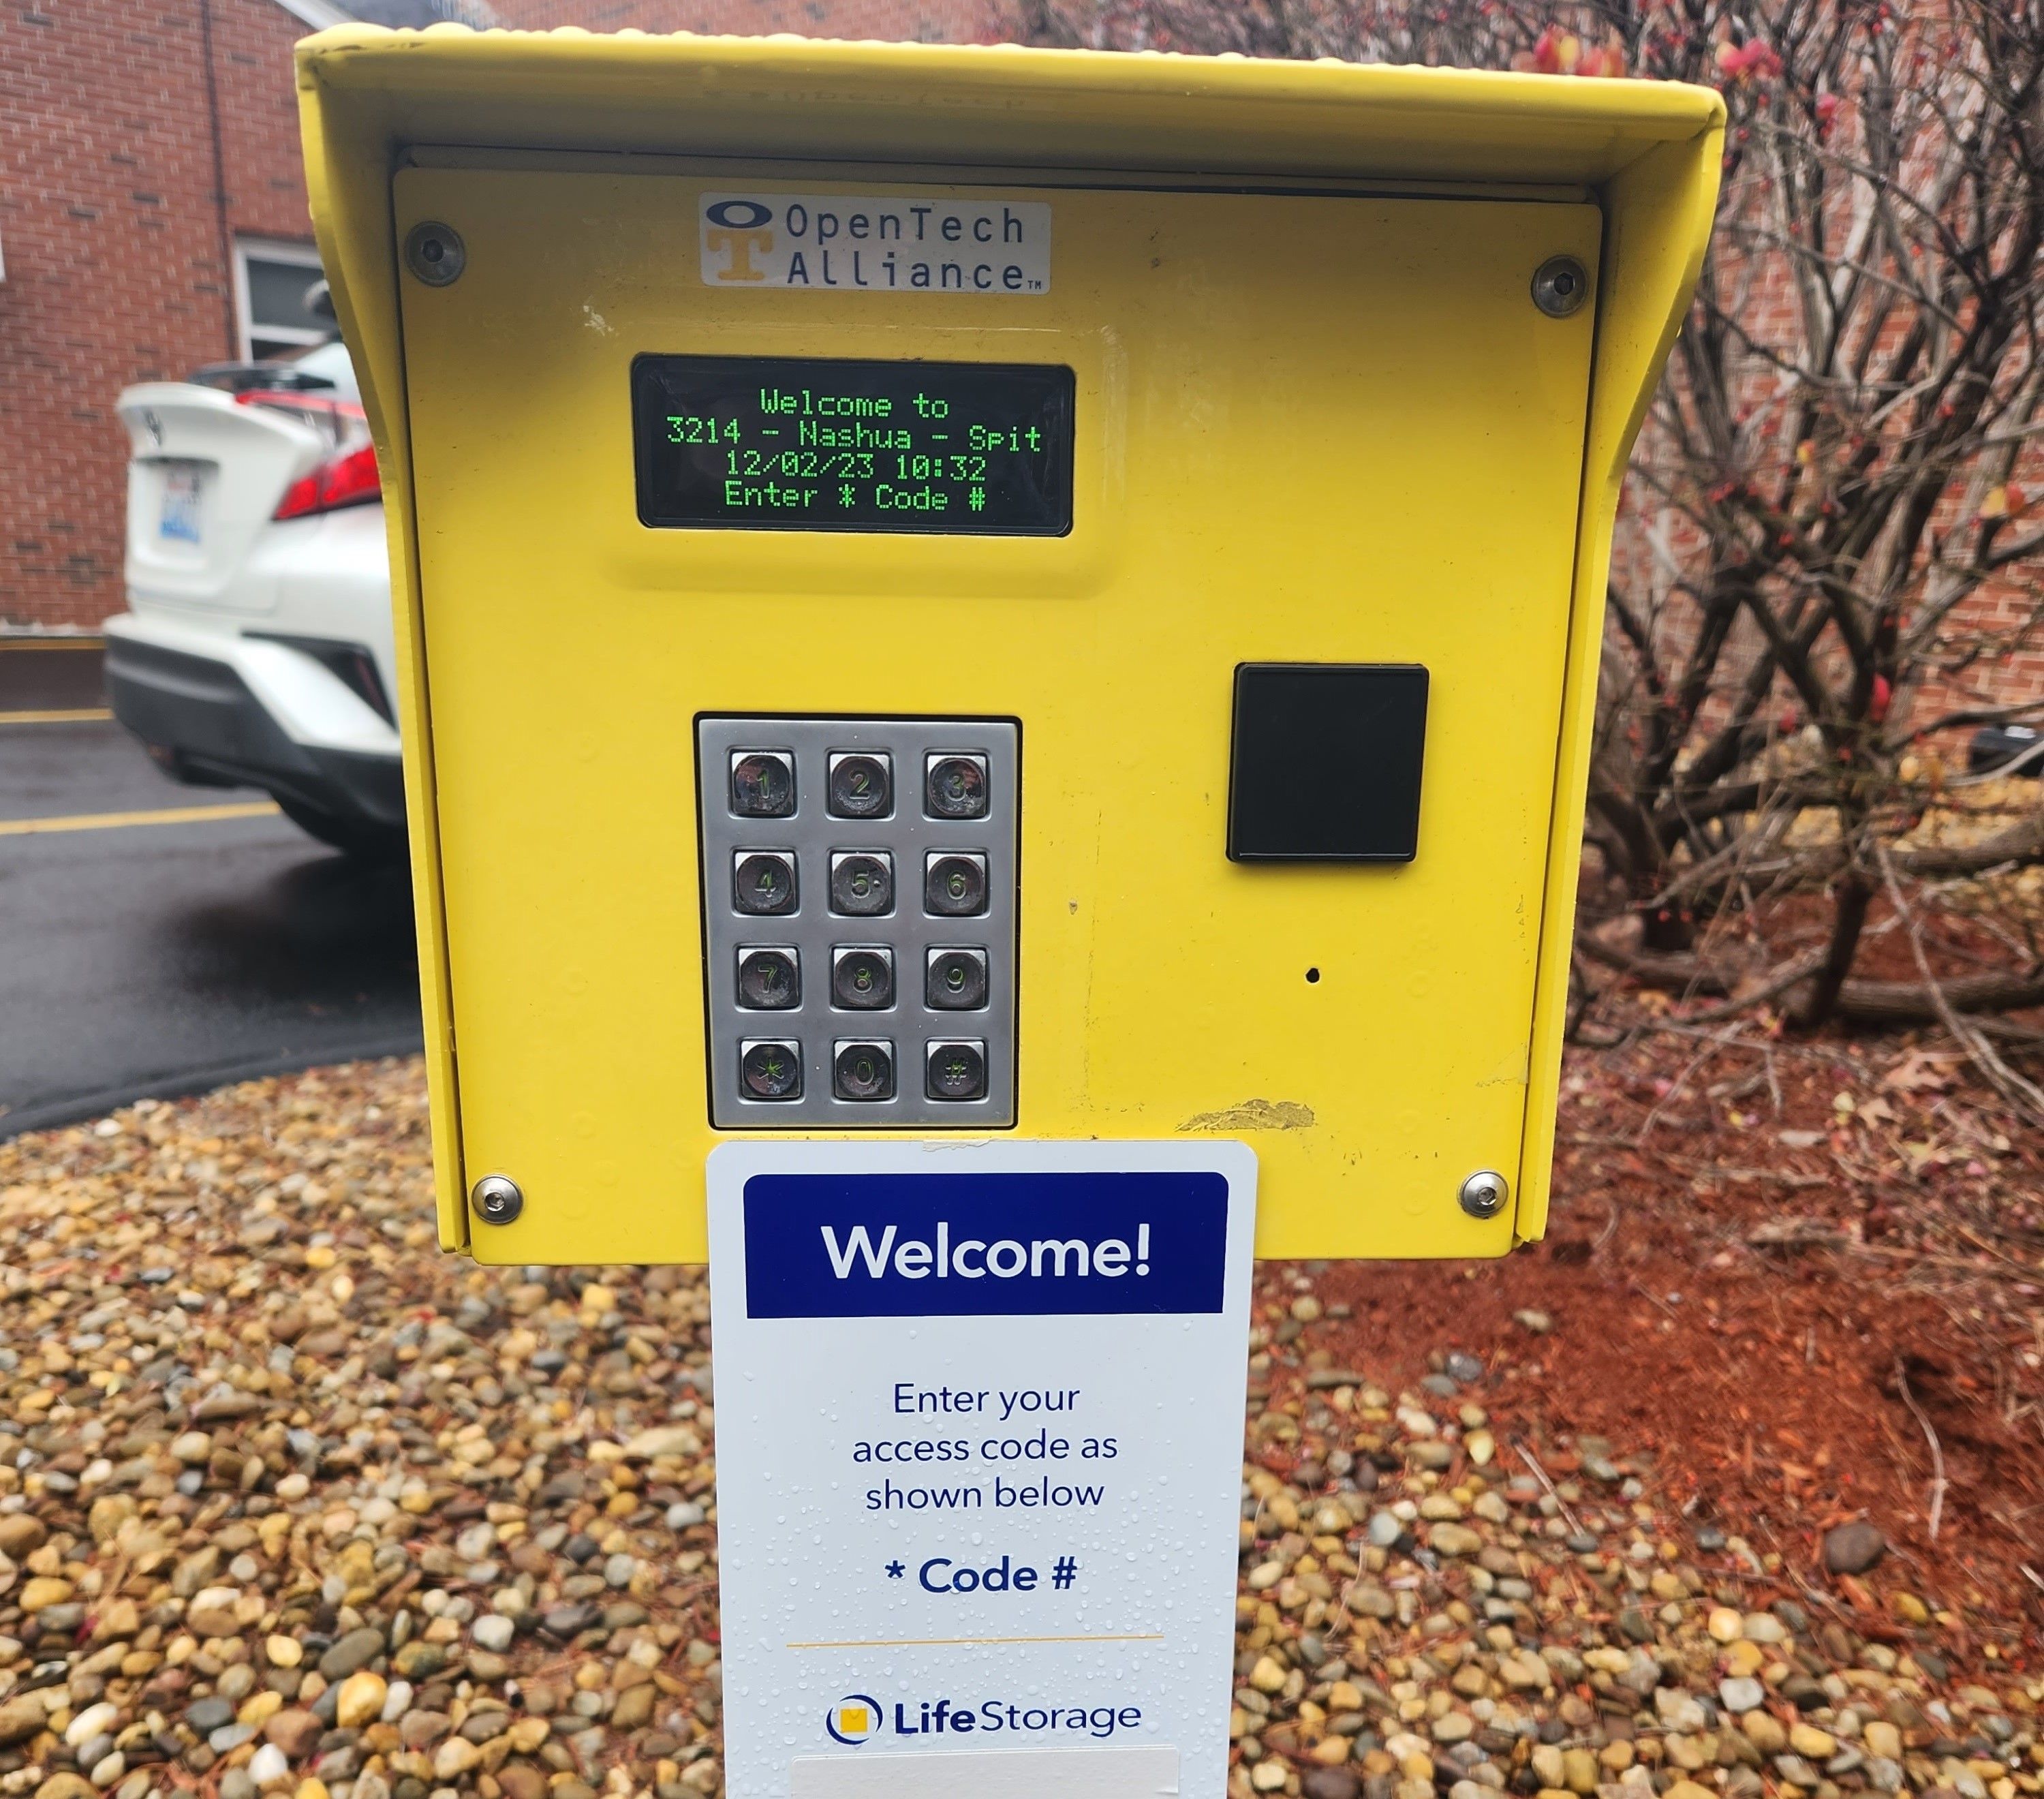 OpenTech
Alliance™
Welcome to
3214 - Nashua - Spit
12/02/23 10:32
Enter * Code #
1 2 3
4 5 6
7 8 9
* 0 #
Welcome!
Enter your
access code as
shown below
* Code #
LifeStorage